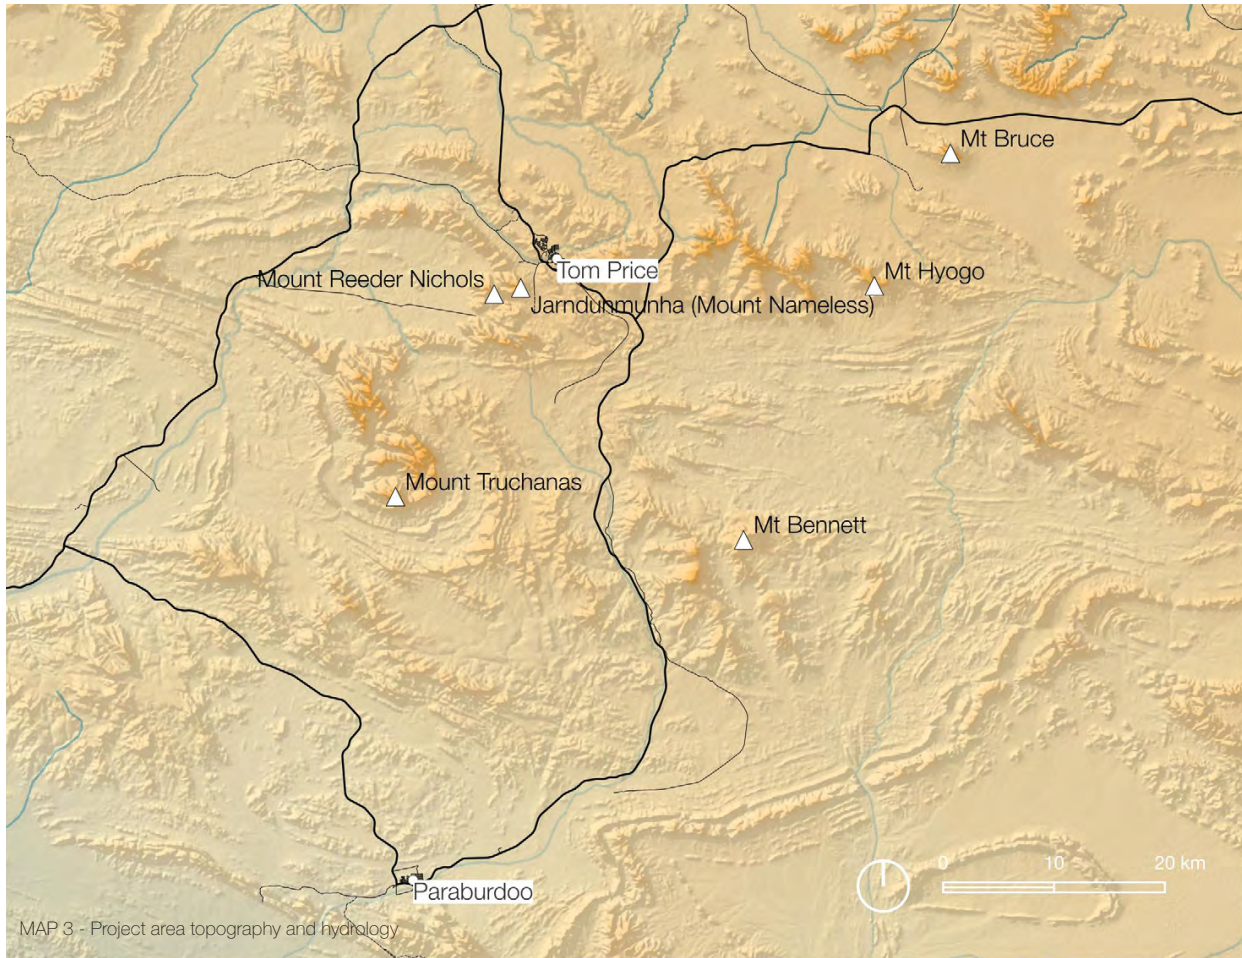 Mt Bruce
Tom Price
Mount Reeder Nichols
Mt Hyogo
Jarndunmunha (Mount Nameless)
Mount Truchanas
Mt Bennett
0 10 20 km
Paraburdoo
MAP 3 - Project area topography and hydrology